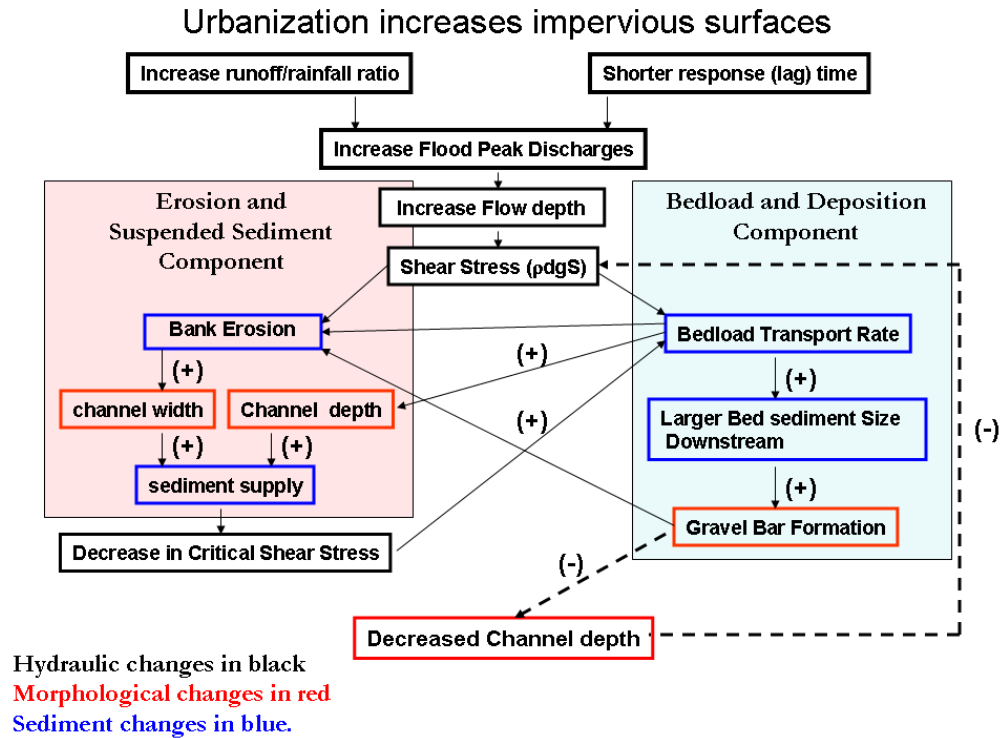 Urbanization increases impervious surfaces
Increase runoff/rainfall ratio
Shorter response (lag) time
Increase Flood Peak Discharges
Erosion and
Suspended Sediment
Component
Increase Flow depth
Bedload and Deposition
Component
Shear Stress (ρdgS)
Bank Erosion
Bedload Transport Rate
(+)
(+)
(+)
channel width
Channel depth
Larger Bed sediment Size
Downstream
(+)
(-)
(+)
(+)
sediment supply
(+)
Gravel Bar Formation
Decrease in Critical Shear Stress
(-)
Decreased Channel depth
Hydraulic changes in black
Morphological changes in red
Sediment changes in blue.